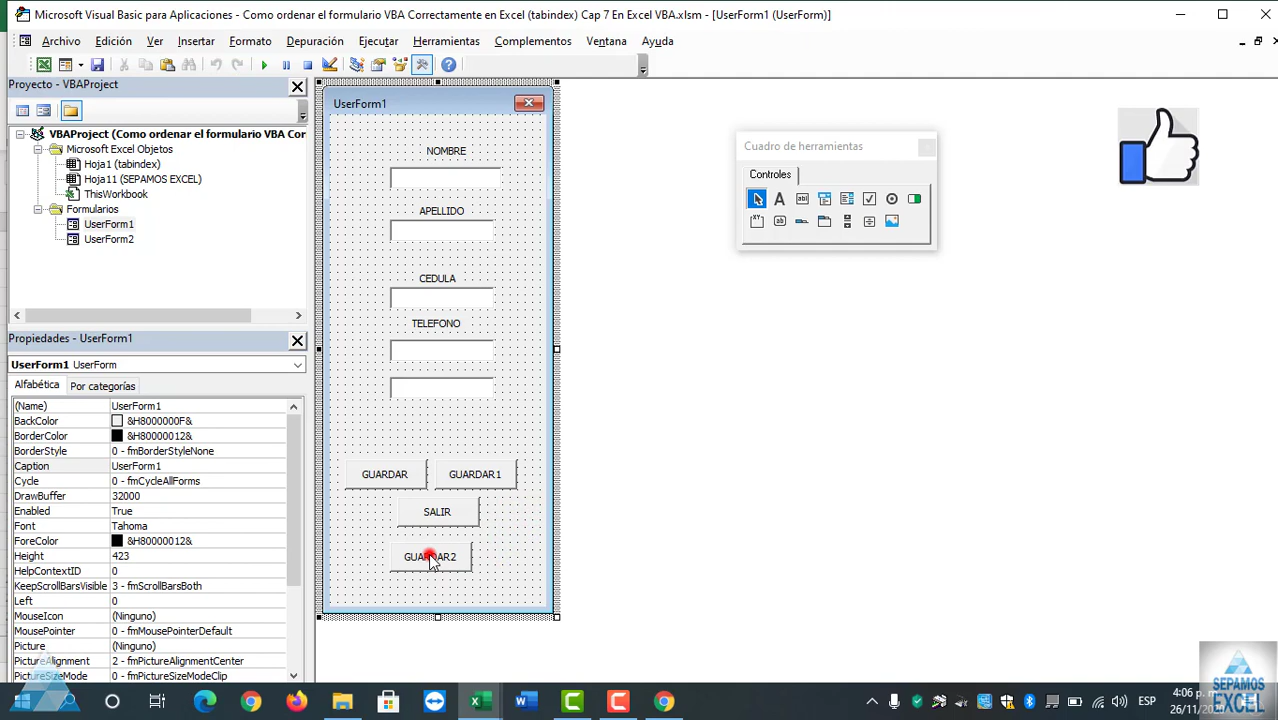 Microsoft Visual Basic para Aplicaciones - Como ordenar el formulario VBA Correctamente en Excel (tabindex) Cap 7 En Excel VBA.xlsm - [UserForm1 (UserForm)]
Archivo Edición Ver Insertar Formato Depuración Ejecutar Herramientas Complementos Ventana Ayuda
Proyecto - VBAProject
VBAProject (Como ordenar el formulario VBA Cor
Microsoft Excel Objetos
Hoja1 (tabindex)
Hoja11 (SEPAMOS EXCEL)
ThisWorkbook
Formularios
UserForm1
UserForm2
Propiedades - UserForm1
UserForm1 UserForm
Alfabética Por categorías
(Name) UserForm1
BackColor &H8000000F&
BorderColor &H80000012&
BorderStyle 0 - fmBorderStyleNone
Caption UserForm1
Cycle 0 - fmCycleAllForms
DrawBuffer 32000
Enabled True
Font Tahoma
ForeColor &H80000012&
Height 423
HelpContextID 0
KeepScrollBarsVisible 3 - fmScrollBarsBoth
Left 0
MouseIcon (Ninguno)
MousePointer 0 - fmMousePointerDefault
Picture (Ninguno)
PictureAlignment 2 - fmPictureAlignmentCenter
PictureSizeMode 0 - fmPictureSizeModeClip
UserForm1
NOMBRE
APELLIDO
CEDULA
TELEFONO
GUARDAR GUARDAR1
SALIR
GUARDAR2
Cuadro de herramientas
Controles
ESP
4:06 p. m.
SEPAMOS
EXCEL